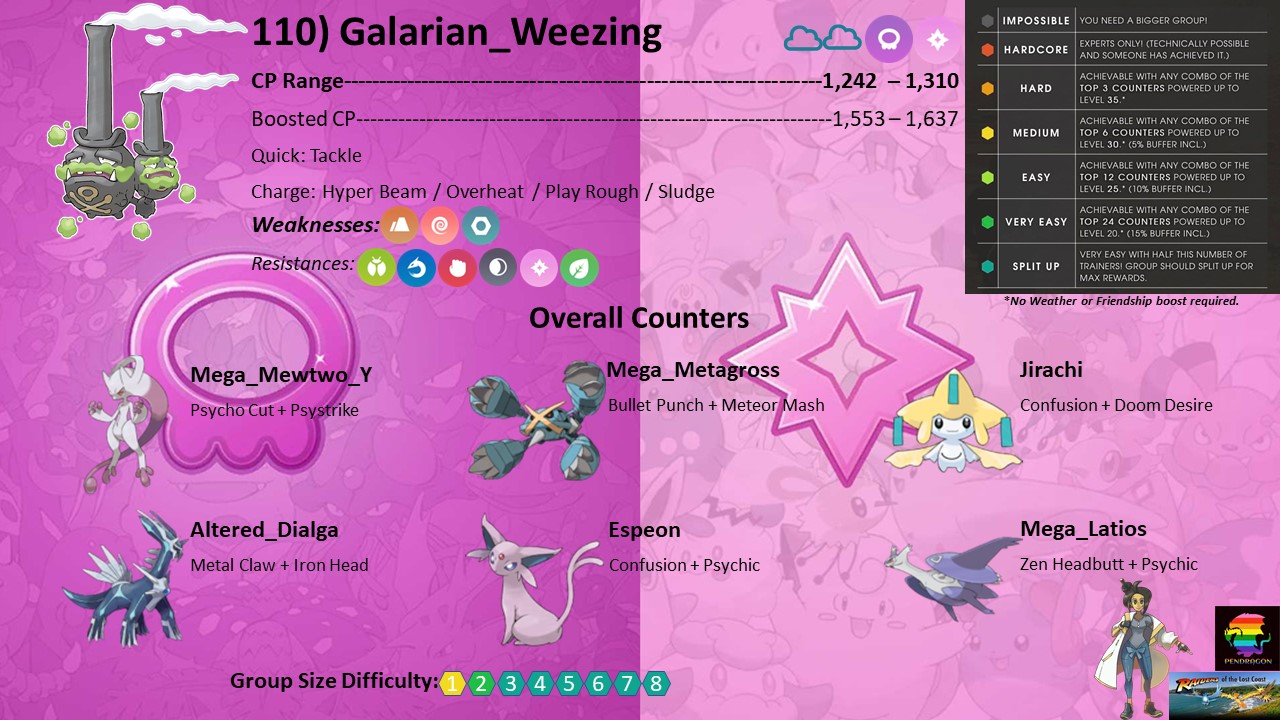 110) Galarian_Weezing
CP Range--------------------------------------------------------------------------------1,242 – 1,310
Boosted CP--------------------------------------------------------------------------------1,553 – 1,637
Quick: Tackle
Charge: Hyper Beam / Overheat / Play Rough / Sludge
Weaknesses:
Resistances:
IMPOSSIBLE YOU NEED A BIGGER GROUP!
HARDCORE EXPERTS ONLY! (TECHNICALLY POSSIBLE
AND SOMEONE HAS ACHIEVED IT.)
HARD ACHIEVABLE WITH ANY COMBO OF THE
TOP 3 COUNTERS POWERED UP TO
LEVEL 35.*
MEDIUM ACHIEVABLE WITH ANY COMBO OF THE
TOP 6 COUNTERS POWERED UP TO
LEVEL 30.* (5% BUFFER INCL.)
EASY ACHIEVABLE WITH ANY COMBO OF THE
TOP 12 COUNTERS POWERED UP TO
LEVEL 25.* (10% BUFFER INCL.)
VERY EASY ACHIEVABLE WITH ANY COMBO OF THE
TOP 24 COUNTERS POWERED UP TO
LEVEL 20.* (15% BUFFER INCL.)
SPLIT UP VERY EASY WITH HALF THIS NUMBER OF
TRAINERS! GROUP SHOULD SPLIT UP FOR
MAX REWARDS.
*No Weather or Friendship boost required.
Overall Counters
Mega_Mewtwo_Y
Psycho Cut + Psystrike
Mega_Metagross
Bullet Punch + Meteor Mash
Jirachi
Confusion + Doom Desire
Altered_Dialga
Metal Claw + Iron Head
Espeon
Confusion + Psychic
Mega_Latios
Zen Headbutt + Psychic
Group Size Difficulty: 1 2 3 4 5 6 7 8
PENDRAGON
RAIDERS of the Lost Coast